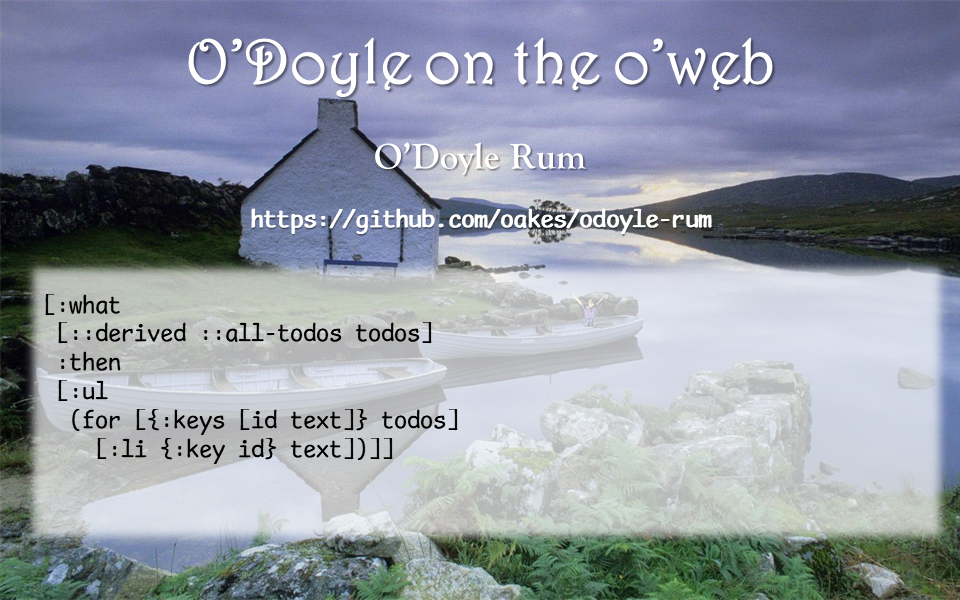 O’Doyle on the o’web
O’Doyle Rum
https://github.com/oakes/odoyle-rum
[:what
 [::derived ::all-todos todos]
 :then
 [:ul
  (for [{:keys [id text]} todos]
    [:li {:key id} text])]]